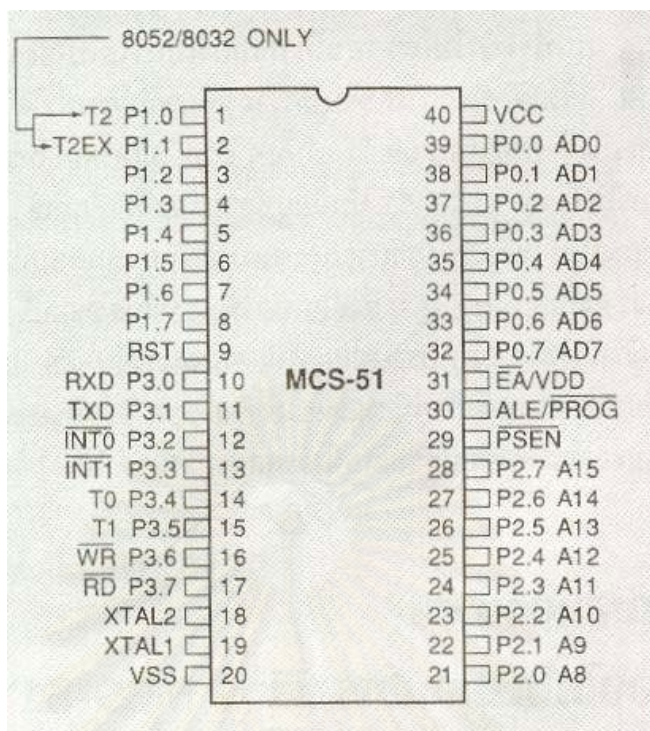 8052/8032 ONLY
T2 P1.0 1 40 VCC
T2EX P1.1 2 39 P0.0 AD0
P1.2 3 38 P0.1 AD1
P1.3 4 37 P0.2 AD2
P1.4 5 36 P0.3 AD3
P1.5 6 35 P0.4 AD4
P1.6 7 34 P0.5 AD5
P1.7 8 33 P0.6 AD6
RST 9 32 P0.7 AD7
RXD P3.0 10 MCS-51 31 E̅A̅/VDD
TXD P3.1 11 30 ALE/P̅R̅O̅G̅
I̅N̅T̅0̅ P3.2 12 29 P̅S̅E̅N̅
I̅N̅T̅1̅ P3.3 13 28 P2.7 A15
T0 P3.4 14 27 P2.6 A14
T1 P3.5 15 26 P2.5 A13
W̅R̅ P3.6 16 25 P2.4 A12
R̅D̅ P3.7 17 24 P2.3 A11
XTAL2 18 23 P2.2 A10
XTAL1 19 22 P2.1 A9
VSS 20 21 P2.0 A8